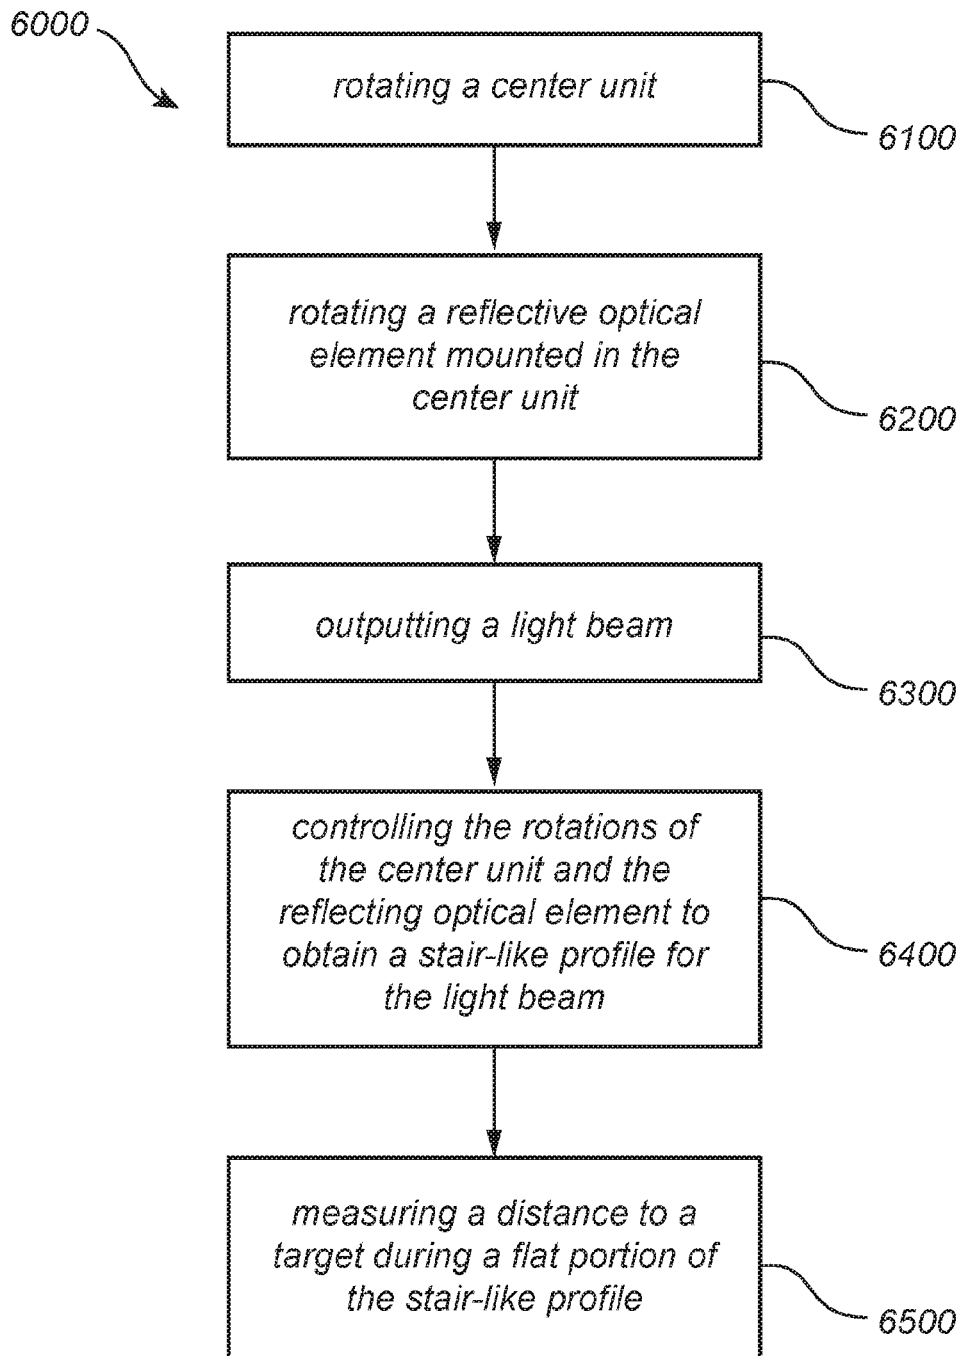 6000
rotating a center unit
6100
rotating a reflective optical
element mounted in the
center unit
6200
outputting a light beam
6300
controlling the rotations of
the center unit and the
reflecting optical element to
obtain a stair-like profile for
the light beam
6400
measuring a distance to a
target during a flat portion of
the stair-like profile
6500